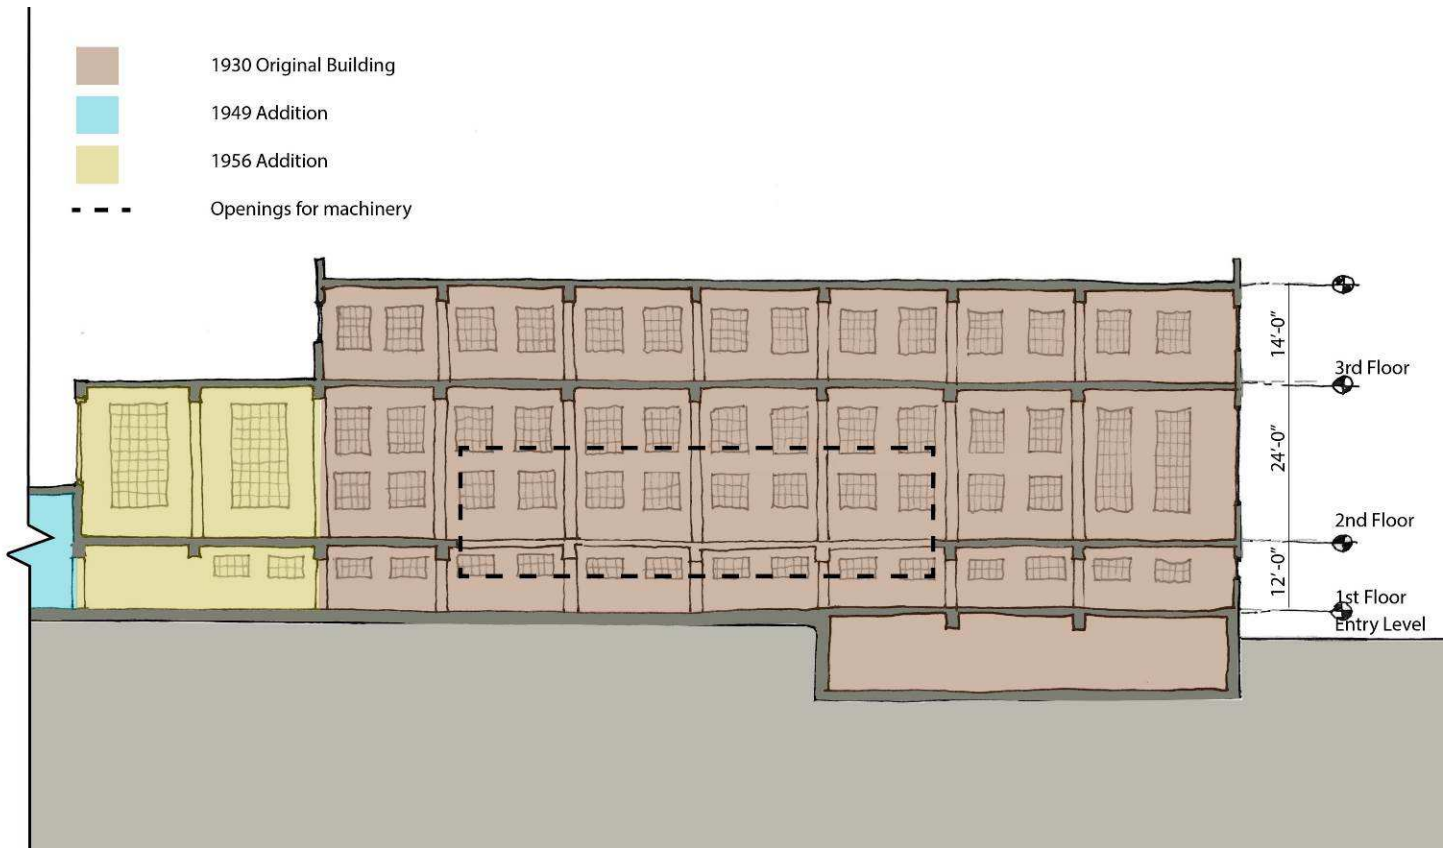 1930 Original Building
1949 Addition
1956 Addition
Openings for machinery
14'-0"
3rd Floor
24'-0"
2nd Floor
12'-0"
1st Floor
Entry Level